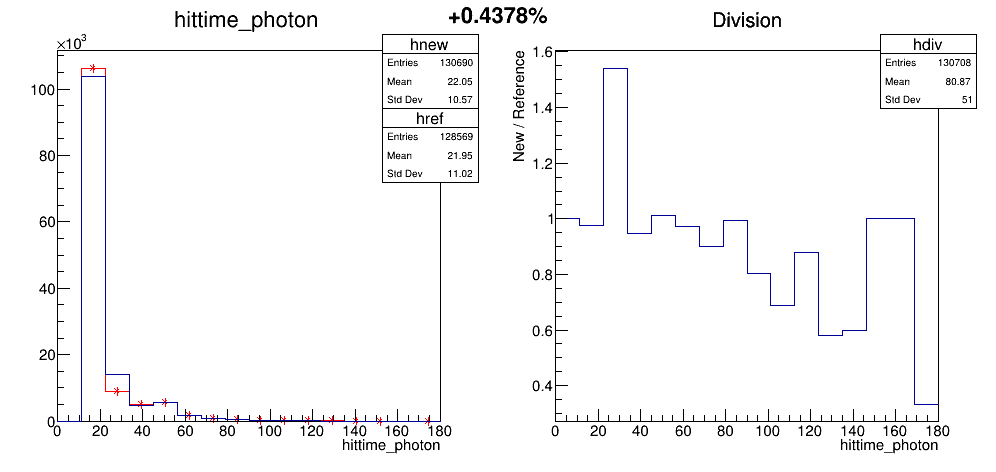 +0.4378%
hittime_photon
×10³
hnew
Entries 130690
Mean 22.05
Std Dev 10.57
href
Entries 128569
Mean 21.95
Std Dev 11.02
100
80
60
40
20
0
0 20 40 60 80 100 120 140 160 180
hittime_photon
Division
hdiv
Entries 130708
Mean 80.87
Std Dev 51
New / Reference
1.6
1.4
1.2
1
0.8
0.6
0.4
0 20 40 60 80 100 120 140 160 180
hittime_photon